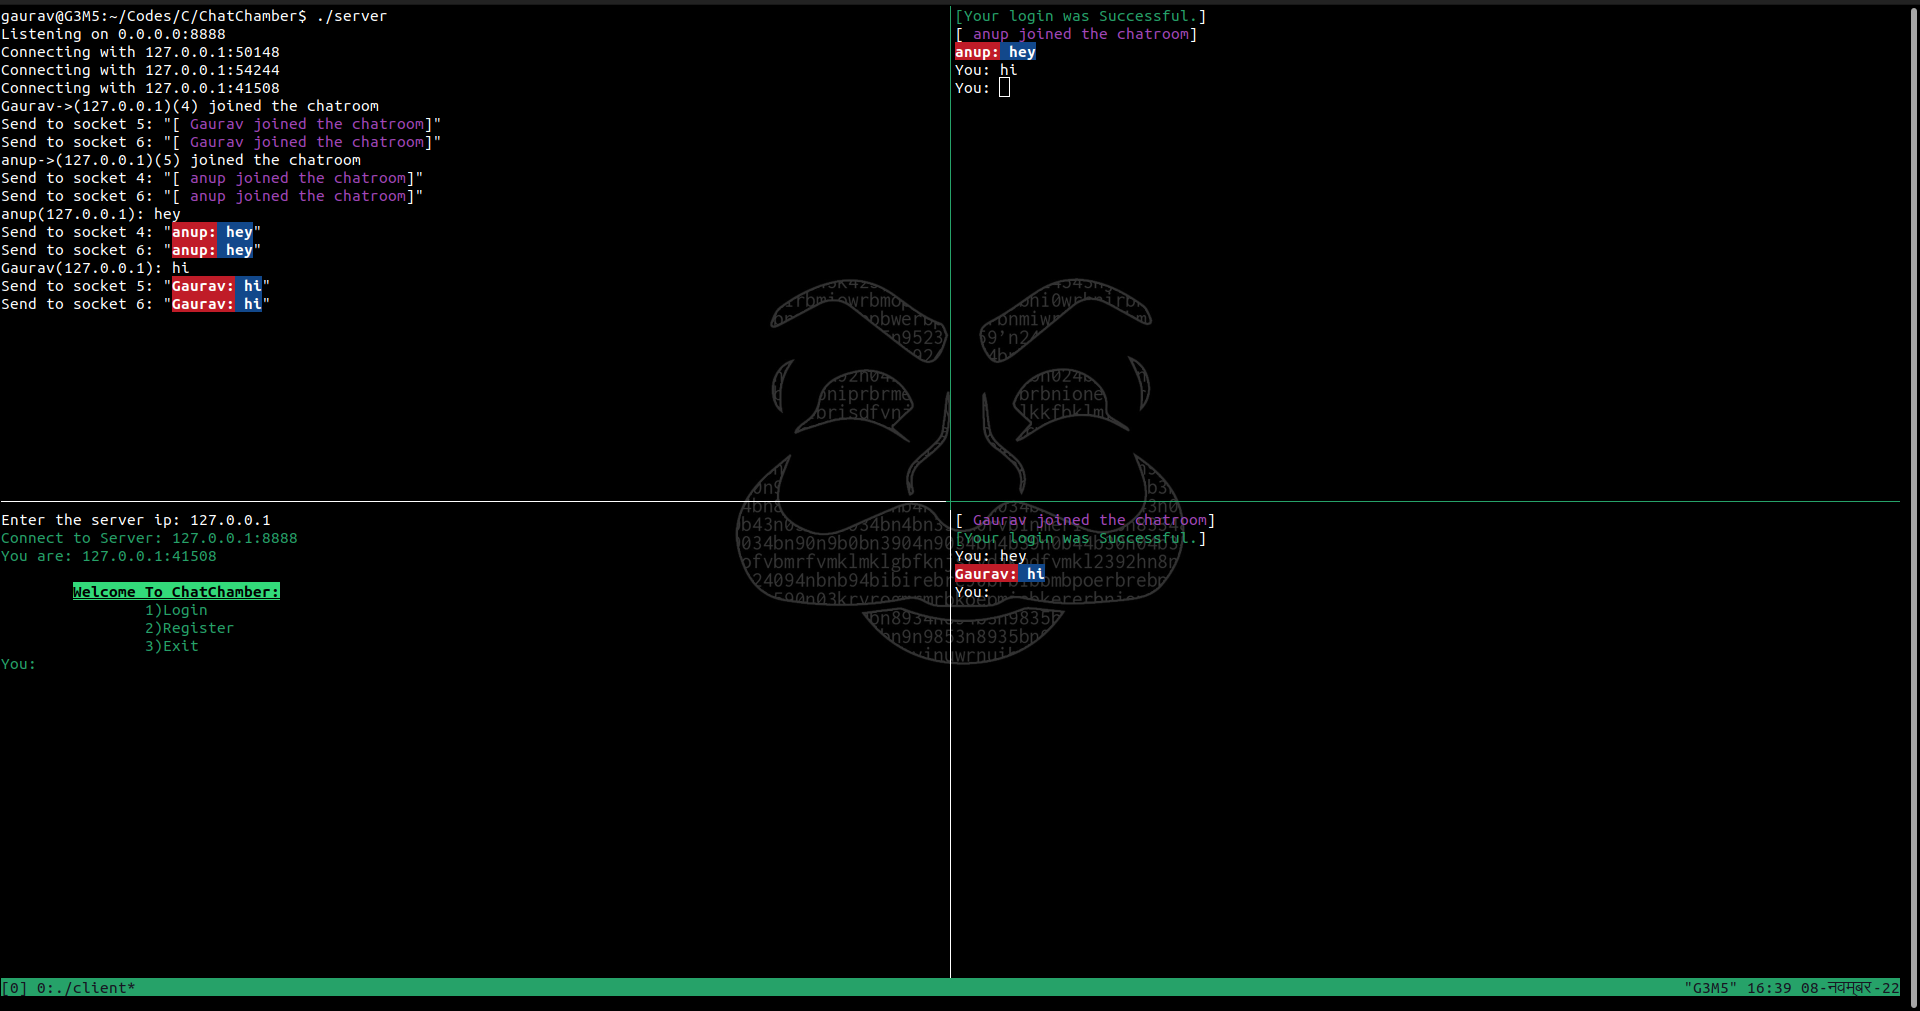 gaurav@G3M5:~/Codes/C/ChatChamber$ ./server
Listening on 0.0.0.0:8888
Connecting with 127.0.0.1:50148
Connecting with 127.0.0.1:54244
Connecting with 127.0.0.1:41508
Gaurav->(127.0.0.1)(4) joined the chatroom
Send to socket 5: "[ Gaurav joined the chatroom]"
Send to socket 6: "[ Gaurav joined the chatroom]"
anup->(127.0.0.1)(5) joined the chatroom
Send to socket 4: "[ anup joined the chatroom]"
Send to socket 6: "[ anup joined the chatroom]"
anup(127.0.0.1): hey
Send to socket 4: "anup: hey"
Send to socket 6: "anup: hey"
Gaurav(127.0.0.1): hi
Send to socket 5: "Gaurav: hi"
Send to socket 6: "Gaurav: hi"
[Your login was Successful.]
[ anup joined the chatroom]
anup: hey
You: hi
You:
Enter the server ip: 127.0.0.1
Connect to Server: 127.0.0.1:8888
You are: 127.0.0.1:41508
Welcome To ChatChamber:
1)Login
2)Register
3)Exit
You:
[ Gaurav joined the chatroom]
[Your login was Successful.]
You: hey
Gaurav: hi
You:
[0] 0:./client*
"G3M5" 16:39 08-नवम्बर-22